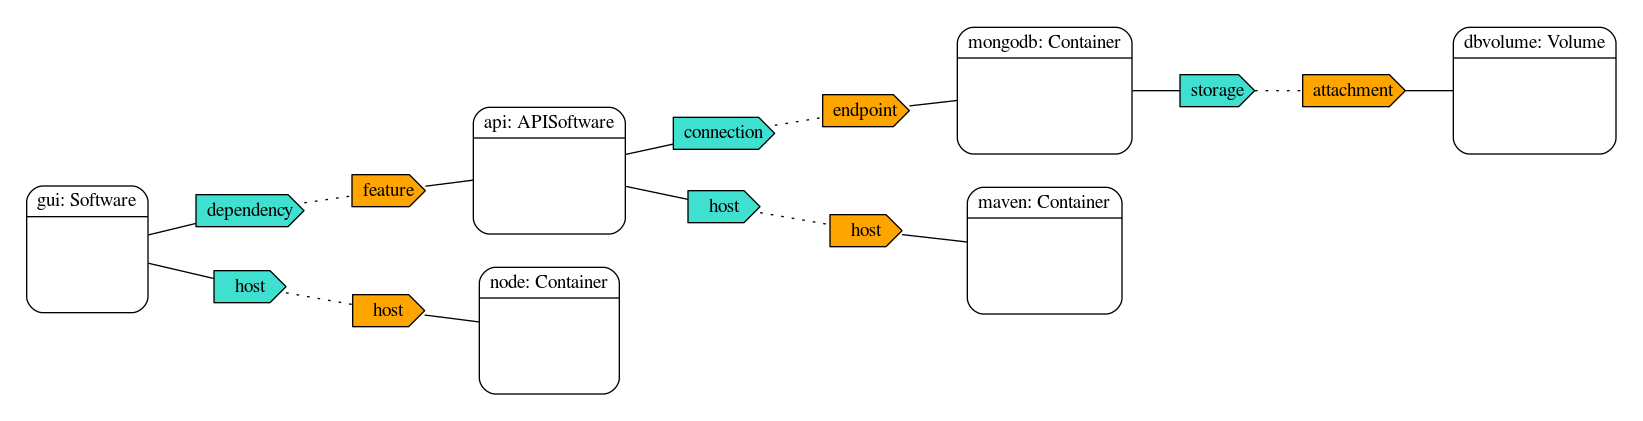 gui: Software
dependency
feature
host
host
api: APISoftware
node: Container
connection
endpoint
host
host
mongodb: Container
maven: Container
storage
attachment
dbvolume: Volume